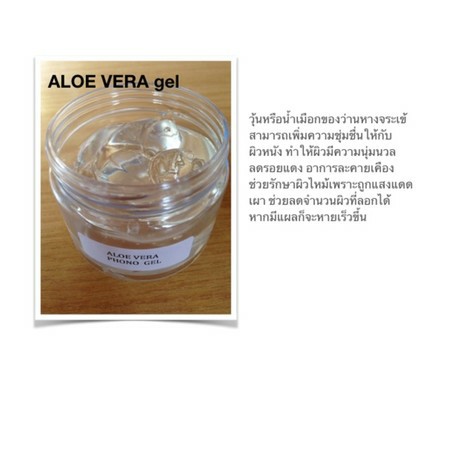 ALOE VERA gel
ALOE VERA
PHONO GEL
วุ้นหรือน้ำเมือกของว่านหางจระเข้
สามารถเพิ่มความชุ่มชื่นให้กับ
ผิวหนัง ทำให้ผิวมีความนุ่มนวล
ลดรอยแดง อาการละคายเคือง
ช่วยรักษาผิวไหม้เพราะถูกแสงแดด
เผา ช่วยลดจำนวนผิวที่ลอกได้
หากมีแผลก็จะหายเร็วขึ้น